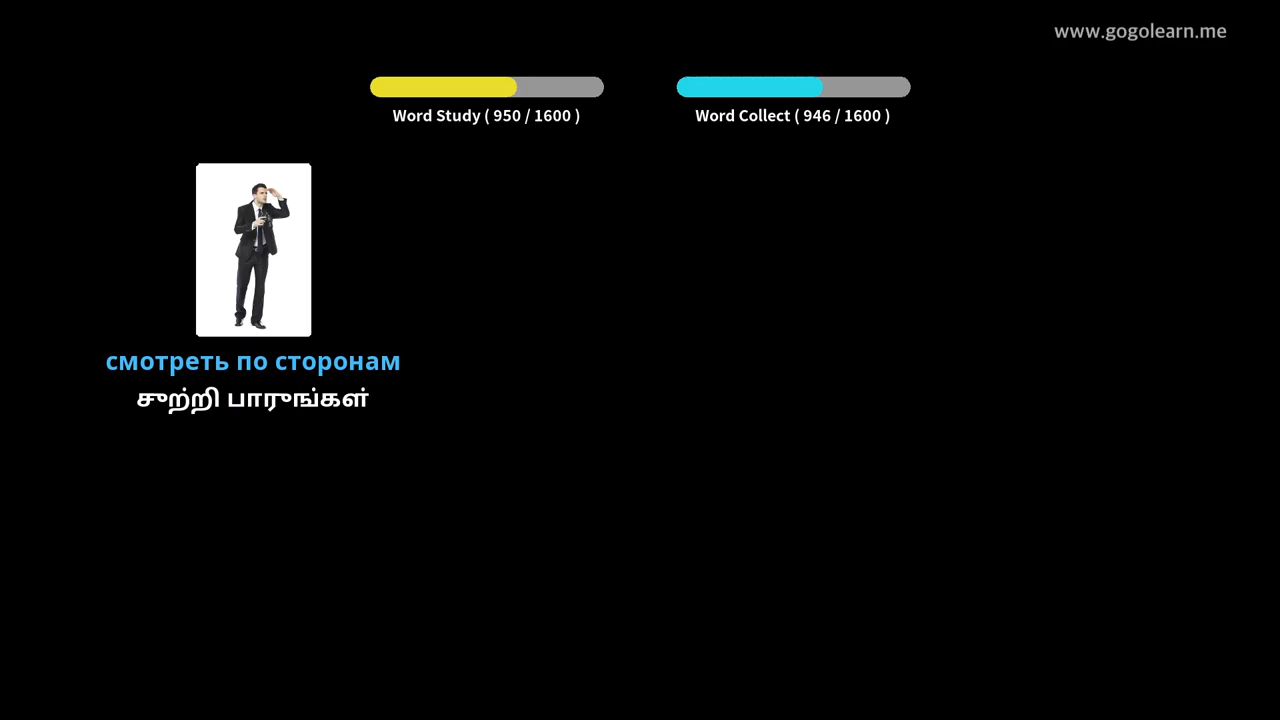 www.gogolearn.me
Word Study ( 950 / 1600 )
Word Collect ( 946 / 1600 )
смотреть по сторонам
சுற்றி பாருங்கள்